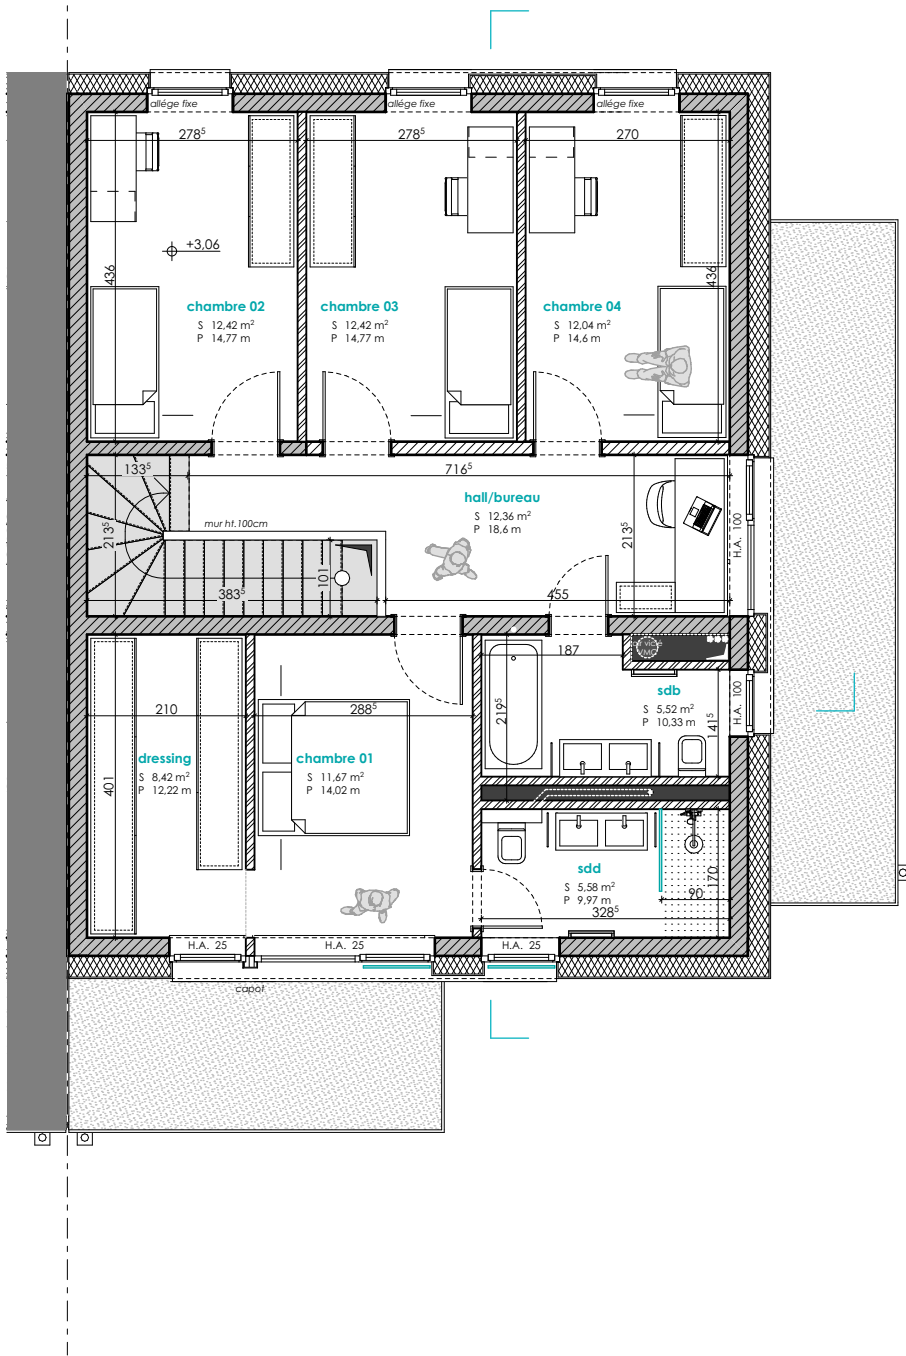 allége fixe
allége fixe
allége fixe
278⁵
278⁵
270
+3,06
436
436
chambre 02
S 12,42 m²
P 14,77 m
chambre 03
S 12,42 m²
P 14,77 m
chambre 04
S 12,04 m²
P 14,6 m
133⁵
716⁵
hall/bureau
S 12,36 m²
P 18,6 m
mur ht.100cm
213⁵
213⁵
H.A. 100
101
383⁵
455
187
VMC
sdb
S 5,52 m²
P 10,33 m
H.A. 100
210
288⁵
219⁵
141⁵
dressing
S 8,42 m²
P 12,22 m
chambre 01
S 11,67 m²
P 14,02 m
401
sdd
S 5,58 m²
P 9,97 m
170
90
328⁵
H.A. 25
H.A. 25
H.A. 25
capot